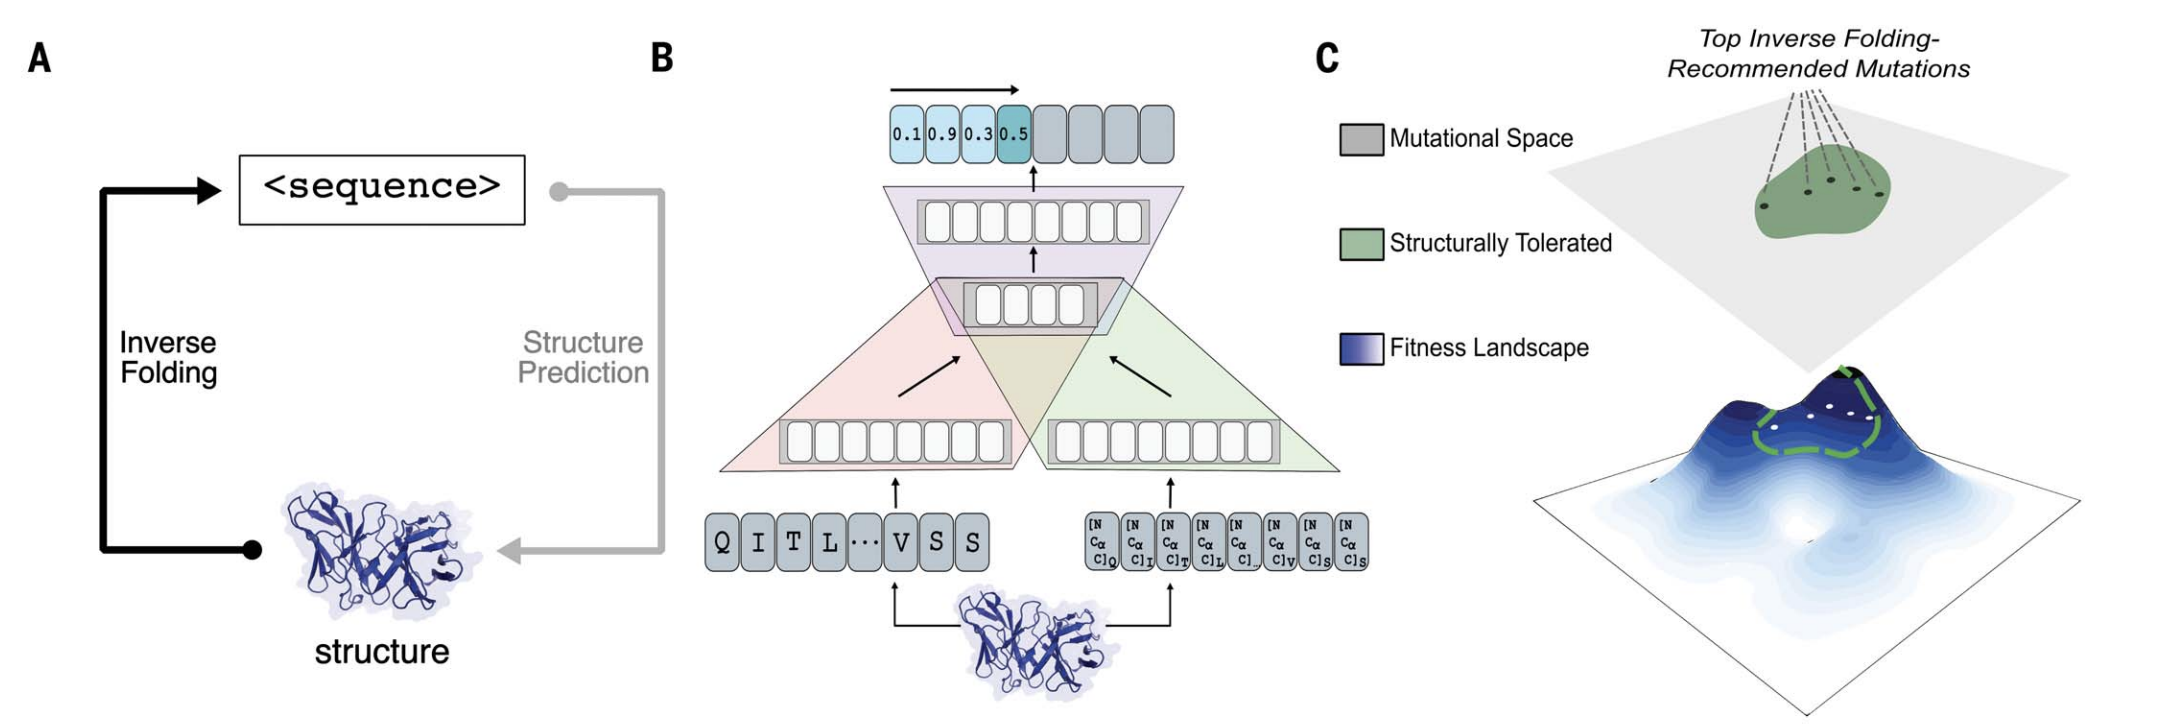 A
<sequence>
Inverse
Folding
Structure
Prediction
structure
B
0.1 0.9 0.3 0.5
Q I T L ... V S S
[N Cα C]Q [N Cα C]I [N Cα C]T [N Cα C]L [N Cα C]... [N Cα C]V [N Cα C]S [N Cα C]S
C
Top Inverse Folding-
Recommended Mutations
Mutational Space
Structurally Tolerated
Fitness Landscape